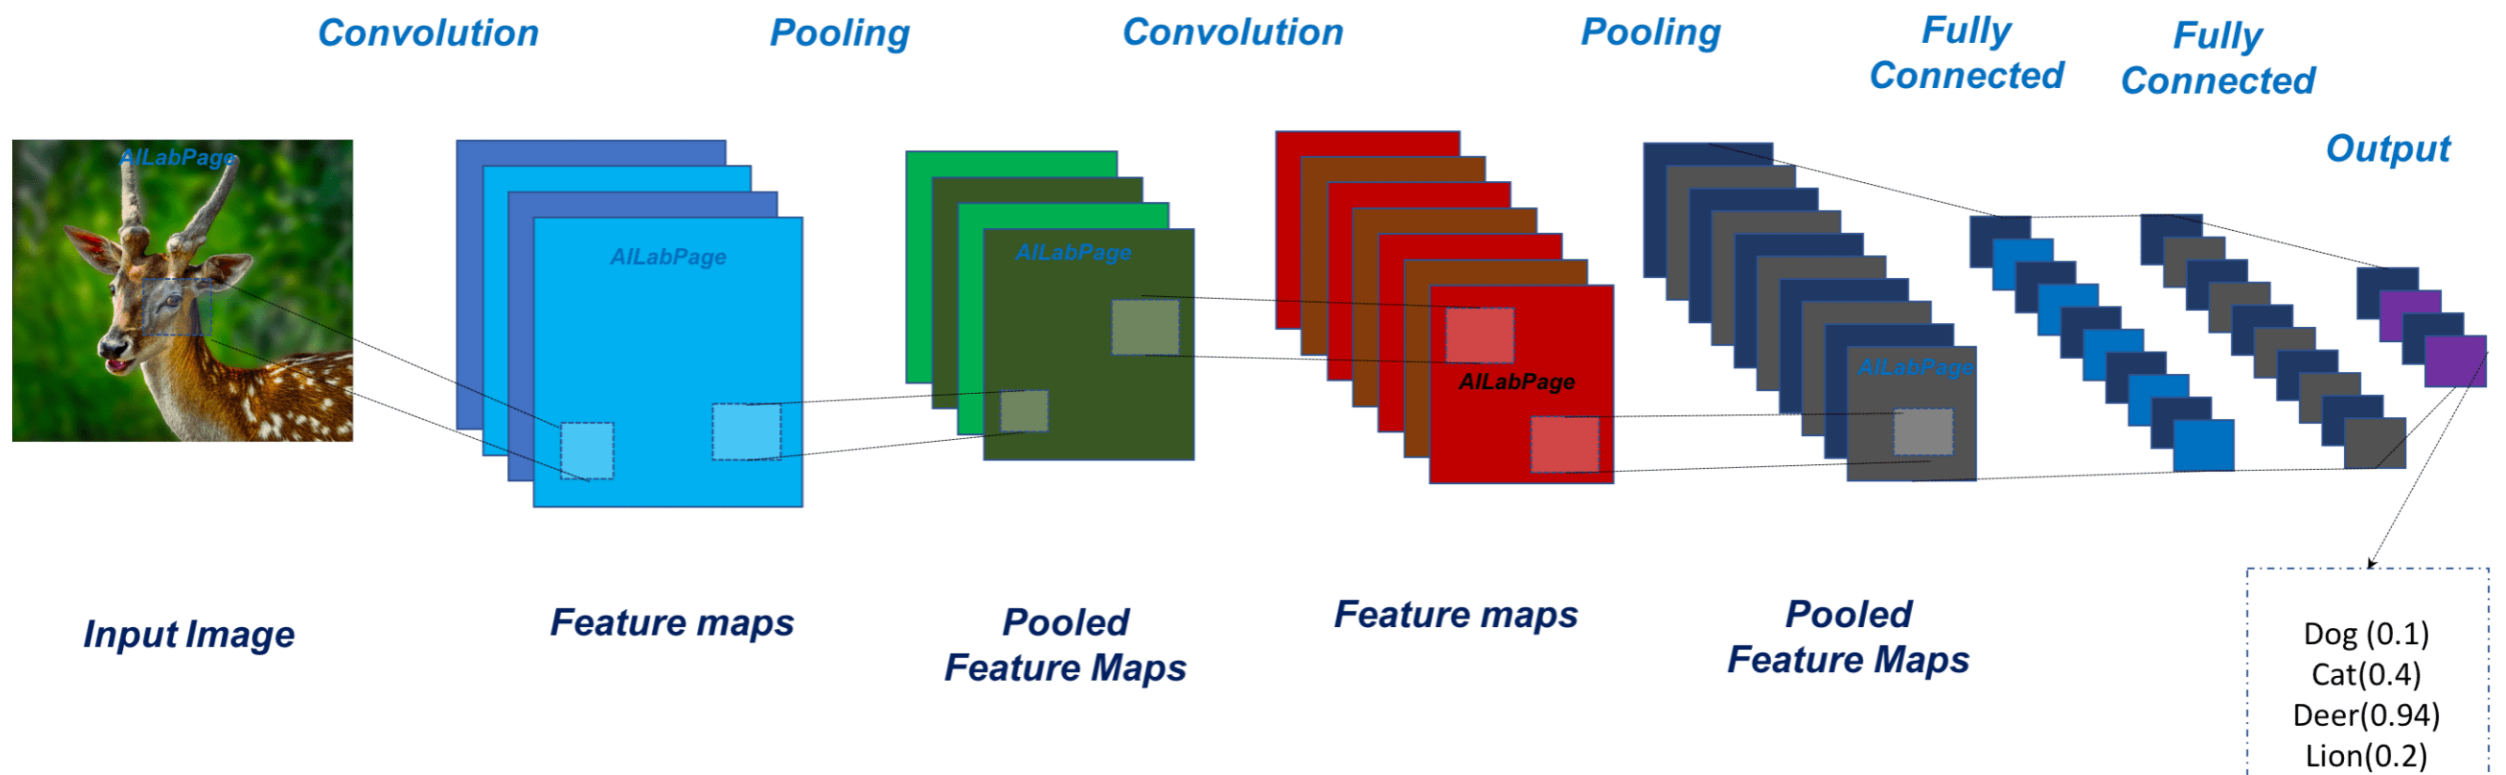 Convolution
Pooling
Convolution
Pooling
Fully
Connected
Fully
Connected
Output
AILabPage
AILabPage
AILabPage
AILabPage
AILabPage
Input Image
Feature maps
Pooled
Feature Maps
Feature maps
Pooled
Feature Maps
Dog (0.1)
Cat(0.4)
Deer(0.94)
Lion(0.2)